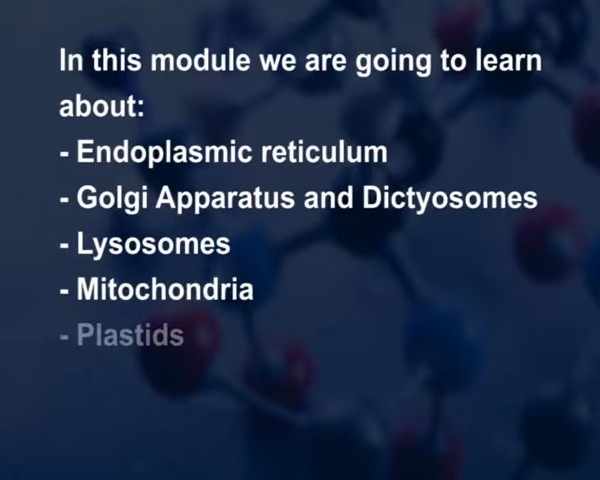 In this module we are going to learn
about:
- Endoplasmic reticulum
- Golgi Apparatus and Dictyosomes
- Lysosomes
- Mitochondria
- Plastids